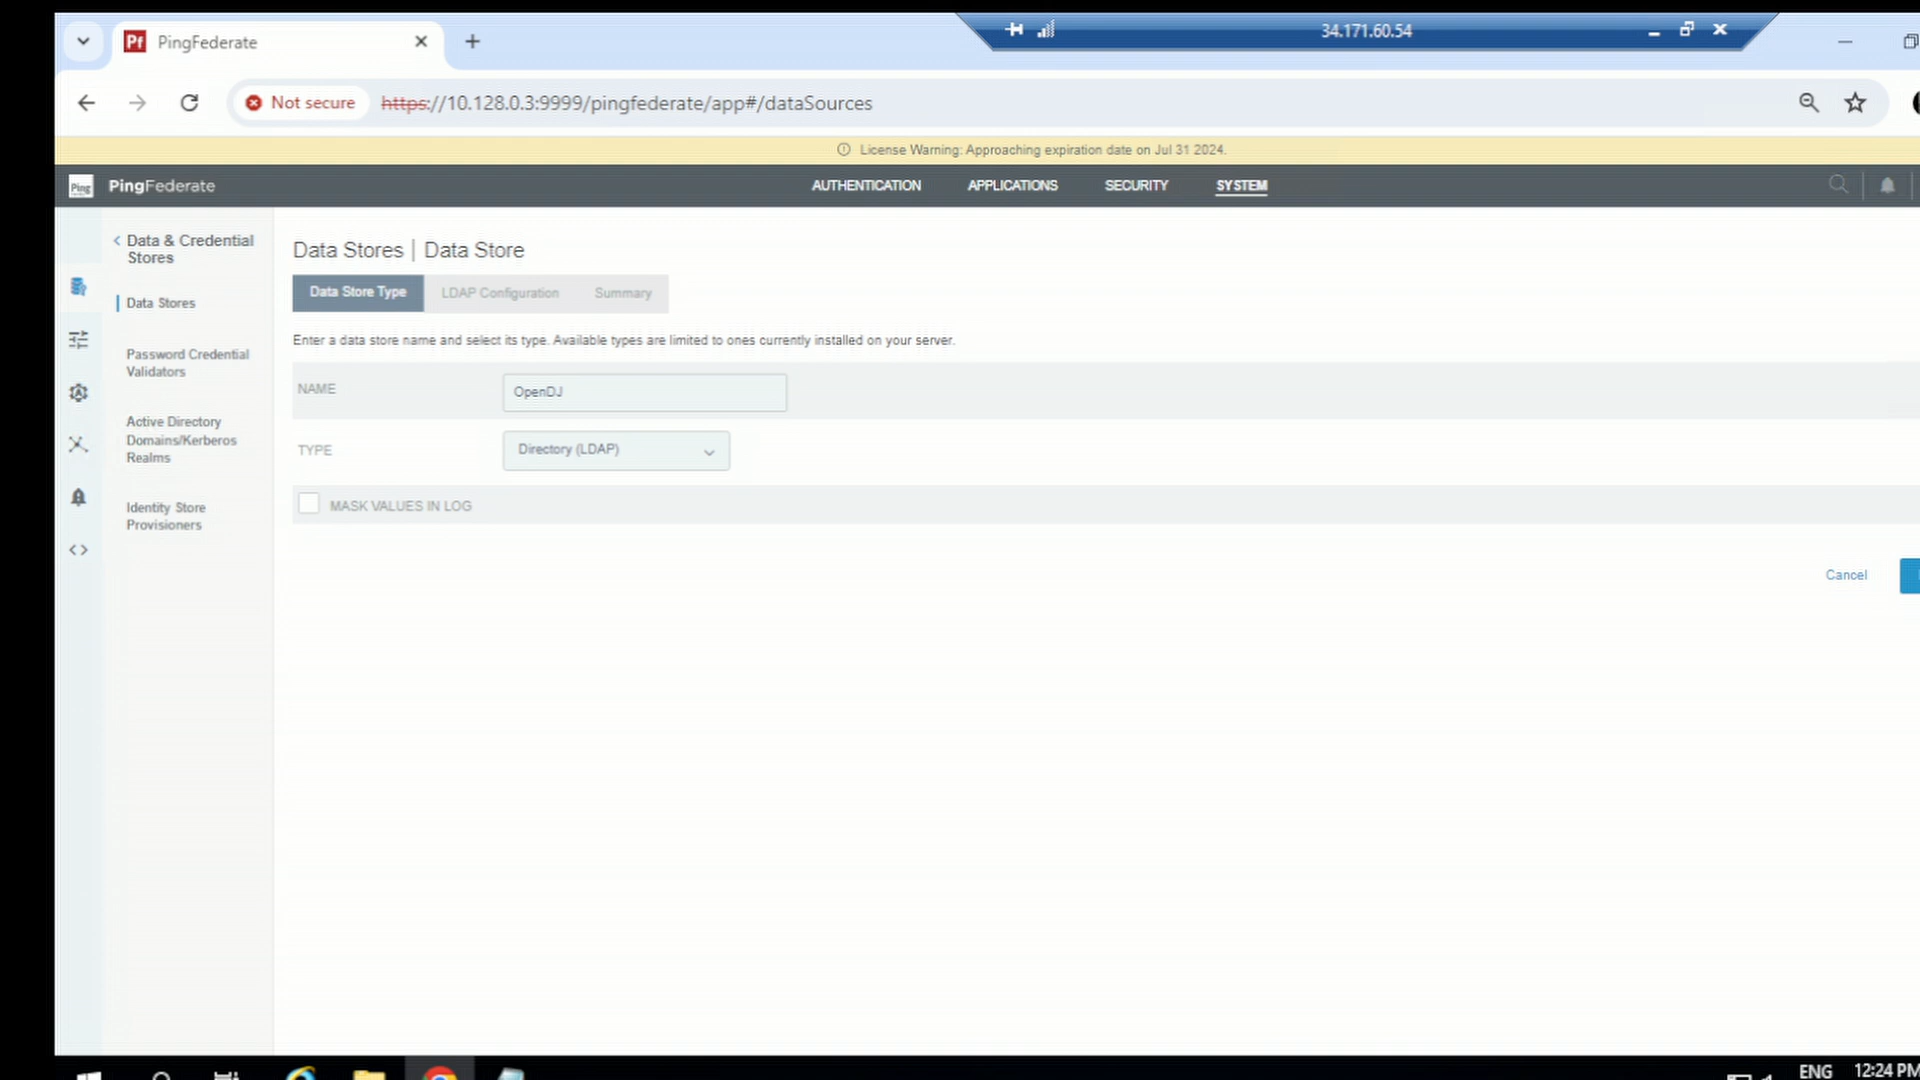 Pf PingFederate
34.171.60.54
Not secure https://10.128.0.3:9999/pingfederate/app#/dataSources
License Warning: Approaching expiration date on Jul 31 2024.
Ping PingFederate AUTHENTICATION APPLICATIONS SECURITY SYSTEM
Data & Credential
Stores
Data Stores
Password Credential
Validators
Active Directory
Domains/Kerberos
Realms
Identity Store
Provisioners
Data Stores | Data Store
Data Store Type LDAP Configuration Summary
Enter a data store name and select its type. Available types are limited to ones currently installed on your server.
NAME OpenDJ
TYPE Directory (LDAP)
MASK VALUES IN LOG
Cancel
ENG 12:24 PM